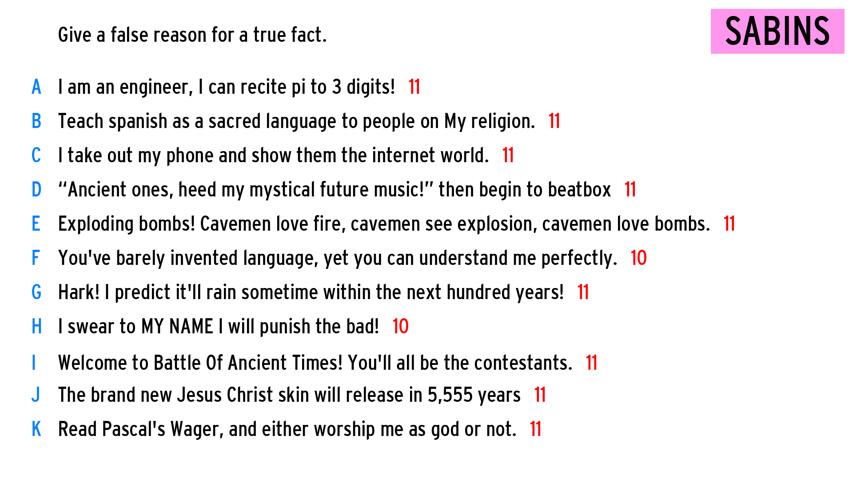 Give a false reason for a true fact.
SABINS
A I am an engineer, I can recite pi to 3 digits! 11
B Teach spanish as a sacred language to people on My religion. 11
C I take out my phone and show them the internet world. 11
D “Ancient ones, heed my mystical future music!” then begin to beatbox 11
E Exploding bombs! Cavemen love fire, cavemen see explosion, cavemen love bombs. 11
F You've barely invented language, yet you can understand me perfectly. 10
G Hark! I predict it'll rain sometime within the next hundred years! 11
H I swear to MY NAME I will punish the bad! 10
I Welcome to Battle Of Ancient Times! You'll all be the contestants. 11
J The brand new Jesus Christ skin will release in 5,555 years 11
K Read Pascal's Wager, and either worship me as god or not. 11